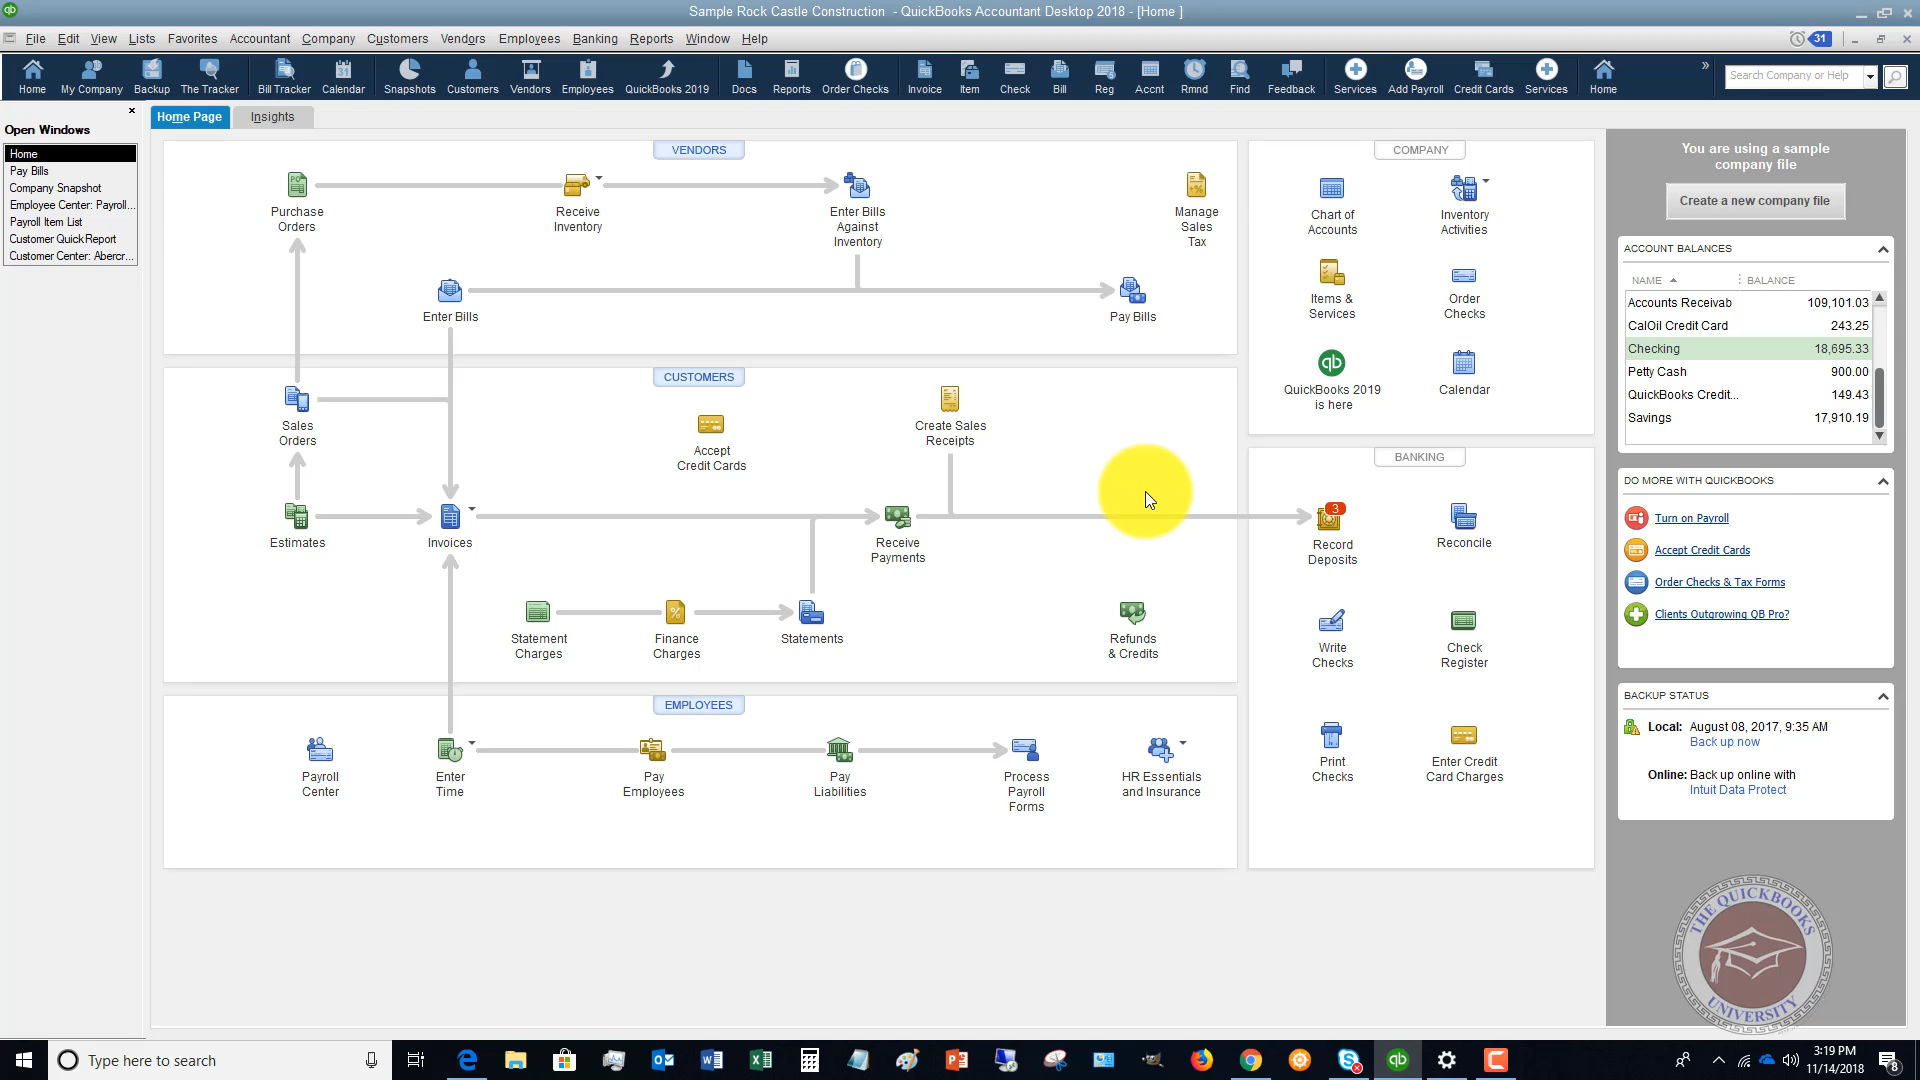 Sample Rock Castle Construction - QuickBooks Accountant Desktop 2018 - [Home ]
File Edit View Lists Favorites Accountant Company Customers Vendors Employees Banking Reports Window Help
31
Home My Company Backup The Tracker Bill Tracker Calendar Snapshots Customers Vendors Employees QuickBooks 2019 Docs Reports Order Checks Invoice Item Check Bill Reg Accnt Rmnd Find Feedback Services Add Payroll Credit Cards Services Home
Search Company or Help
Open Windows
Home
Pay Bills
Company Snapshot
Employee Center: Payroll...
Payroll Item List
Customer QuickReport
Customer Center: Abercr...
Home Page Insights
VENDORS
Purchase
Orders
Receive
Inventory
Enter Bills
Against
Inventory
Manage
Sales
Tax
Enter Bills
Pay Bills
CUSTOMERS
Sales
Orders
Accept
Credit Cards
Create Sales
Receipts
Estimates
Invoices
Receive
Payments
Statement
Charges
Finance
Charges
Statements
Refunds
& Credits
EMPLOYEES
Payroll
Center
Enter
Time
Pay
Employees
Pay
Liabilities
Process
Payroll
Forms
HR Essentials
and Insurance
COMPANY
Chart of
Accounts
Inventory
Activities
Items &
Services
Order
Checks
QuickBooks 2019
is here
Calendar
BANKING
3
Record
Deposits
Reconcile
Write
Checks
Check
Register
Print
Checks
Enter Credit
Card Charges
You are using a sample
company file
Create a new company file
ACCOUNT BALANCES
NAME BALANCE
Accounts Receivab 109,101.03
CalOil Credit Card 243.25
Checking 18,695.33
Petty Cash 900.00
QuickBooks Credit... 149.43
Savings 17,910.19
DO MORE WITH QUICKBOOKS
Turn on Payroll
Accept Credit Cards
Order Checks & Tax Forms
Clients Outgrowing QB Pro?
BACKUP STATUS
Local: August 08, 2017, 9:35 AM
Back up now
Online: Back up online with
Intuit Data Protect
THE QUICKBOOKS
UNIVERSITY
Type here to search
3:19 PM
11/14/2018
8